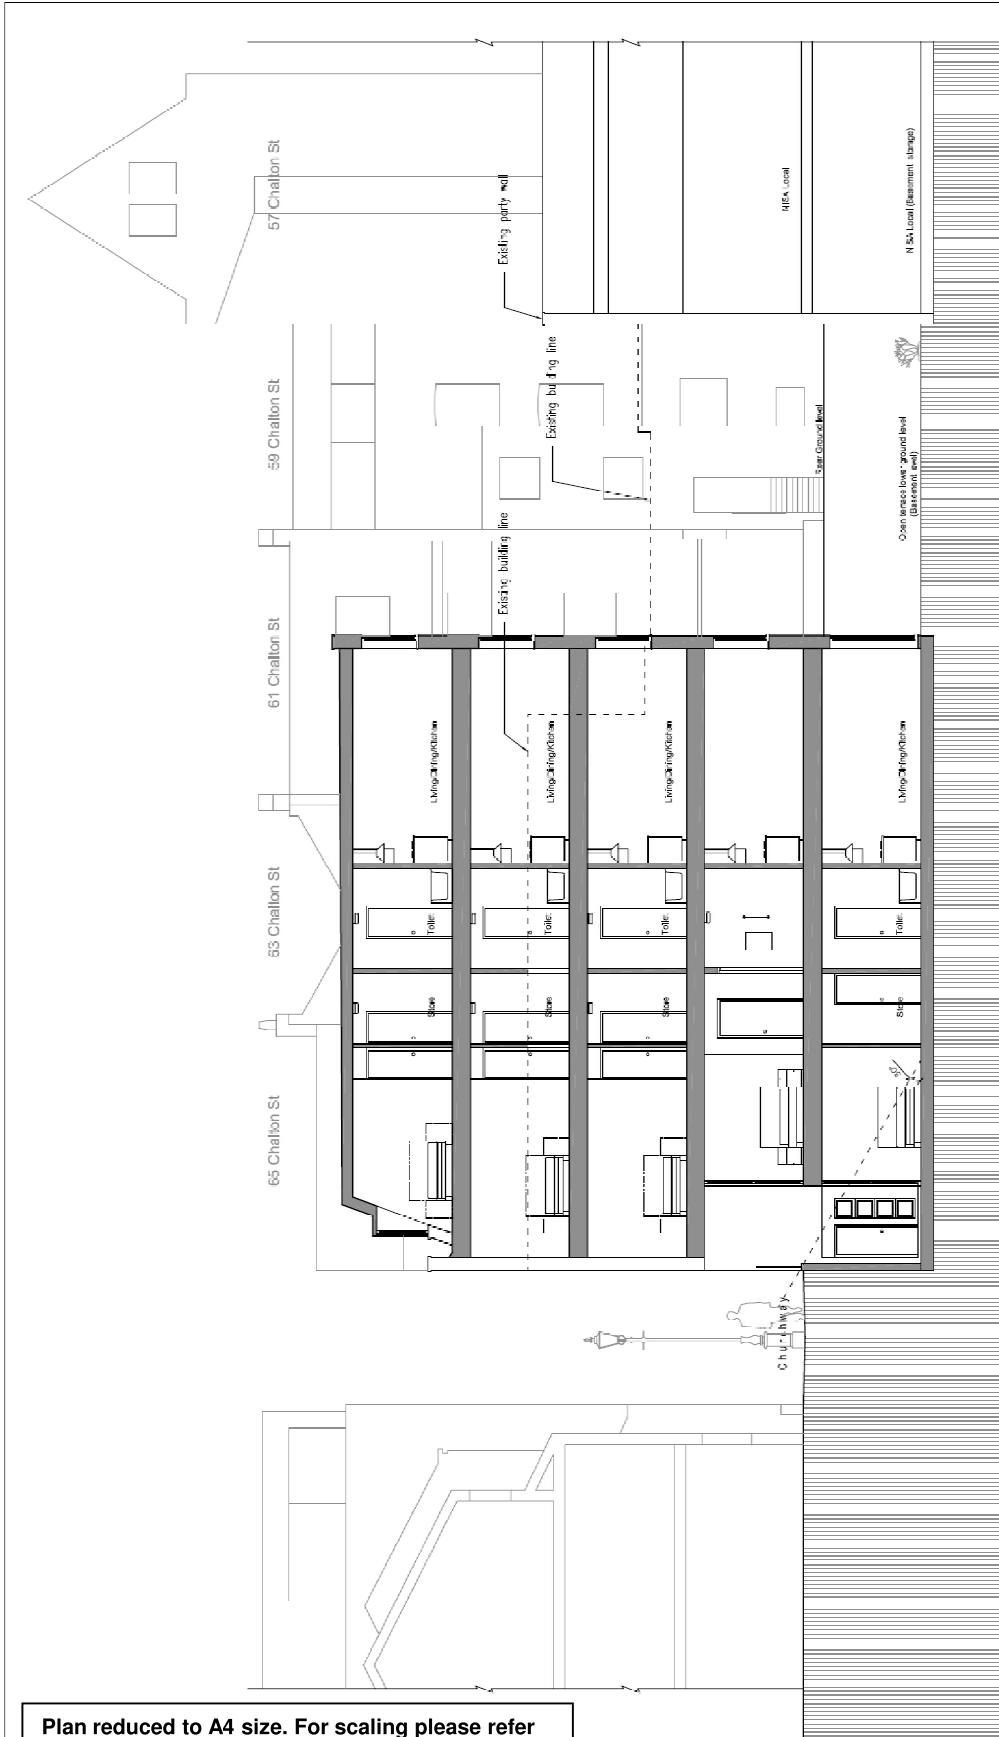 57 Chalton St
59 Chalton St
61 Chalton St
63 Chalton St
65 Chalton St
Existing party wall
Existing building line
Existing building line
NISA Local
NISA Local (Basement storage)
Rear Ground level
Open terrace lower ground level
(Basement level)
Living/Dining/Kitchen
Living/Dining/Kitchen
Living/Dining/Kitchen
Living/Dining/Kitchen
Toilet
Toilet
Toilet
Toilet
Store
Store
Store
Store
Churchway
Plan reduced to A4 size. For scaling please refer